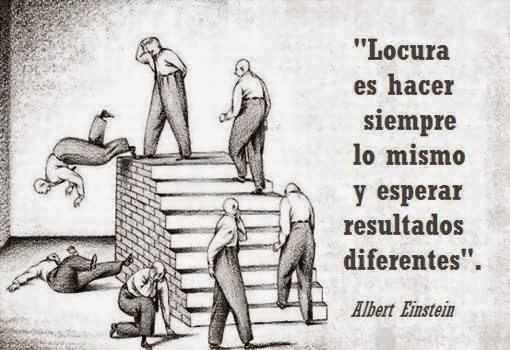 "Locura
es hacer
siempre
lo mismo
y esperar
resultados
diferentes".
Albert Einstein